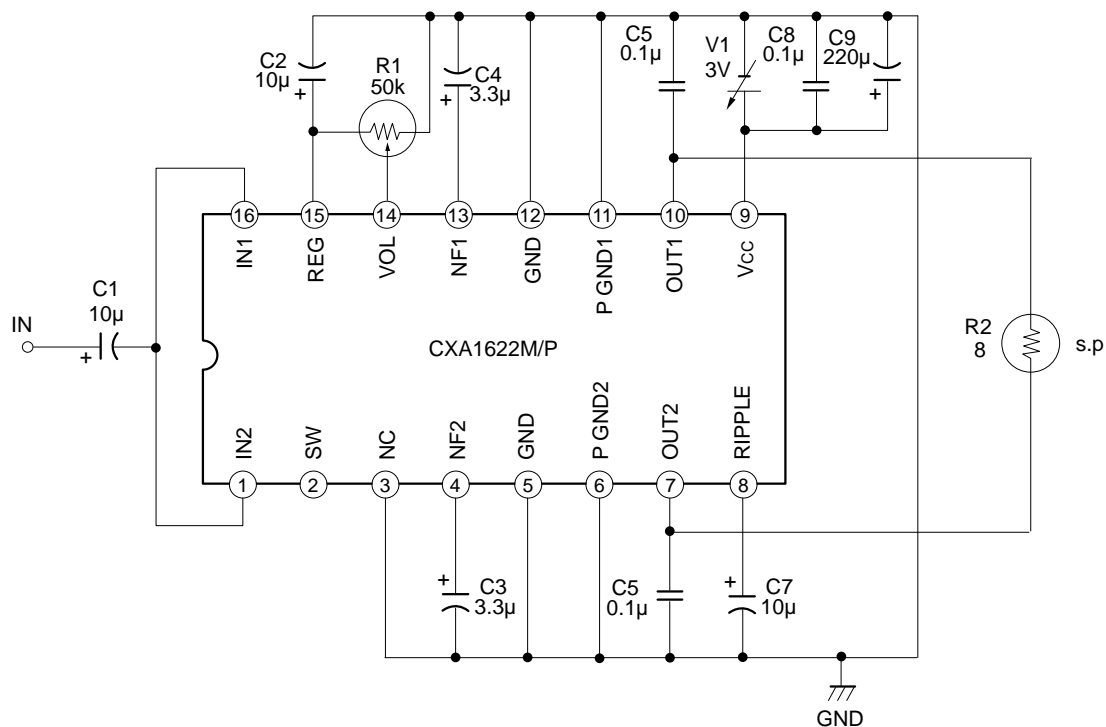 C2
10µ
+
R1
50k
C4
3.3µ
+
C5
0.1µ
V1
3V
C8
0.1µ
C9
220µ
+
16
15
14
13
12
11
10
9
IN1
REG
VOL
NF1
GND
P GND1
OUT1
VCC
C1
10µ
IN
+
CXA1622M/P
R2
8
s.p
IN2
SW
NC
NF2
GND
P GND2
OUT2
RIPPLE
1
2
3
4
5
6
7
8
+
C3
3.3µ
C5
0.1µ
+
C7
10µ
GND